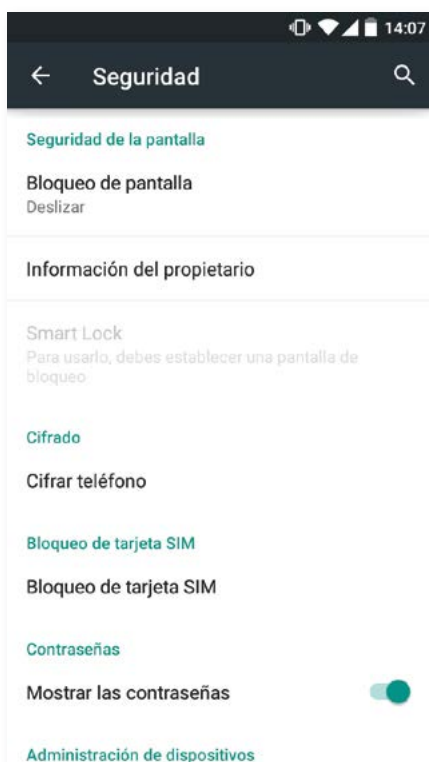 14:07
Seguridad
Seguridad de la pantalla
Bloqueo de pantalla
Deslizar
Información del propietario
Smart Lock
Para usarlo, debes establecer una pantalla de
bloqueo
Cifrado
Cifrar teléfono
Bloqueo de tarjeta SIM
Bloqueo de tarjeta SIM
Contraseñas
Mostrar las contraseñas
Administración de dispositivos